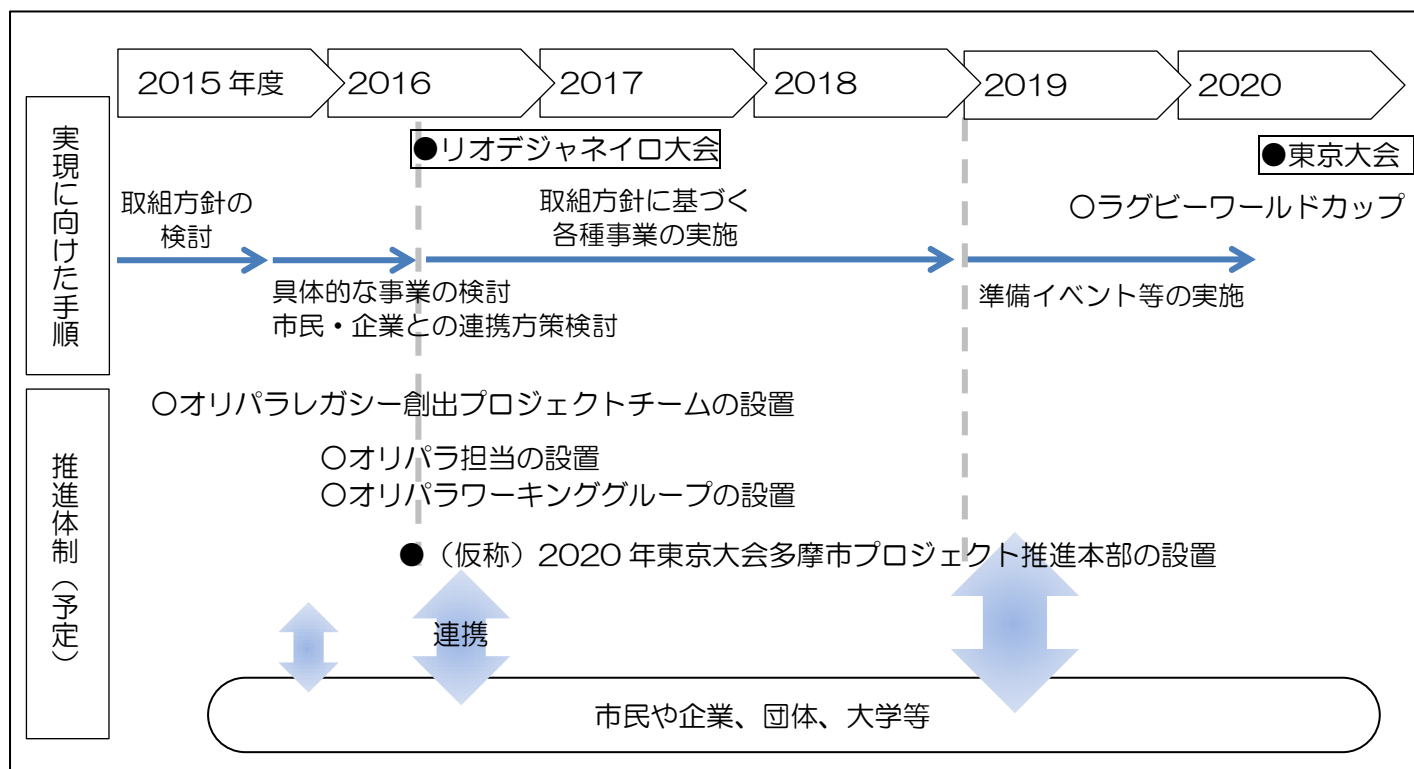 2015年度
2016
2017
2018
2019
2020
実現に向けた手順
●リオデジャネイロ大会
●東京大会
取組方針の
検討
取組方針に基づく
各種事業の実施
○ラグビーワールドカップ
具体的な事業の検討
市民・企業との連携方策検討
準備イベント等の実施
推進体制（予定）
○オリパラレガシー創出プロジェクトチームの設置
○オリパラ担当の設置
○オリパラワーキンググループの設置
●（仮称）2020年東京大会多摩市プロジェクト推進本部の設置
連携
市民や企業、団体、大学等